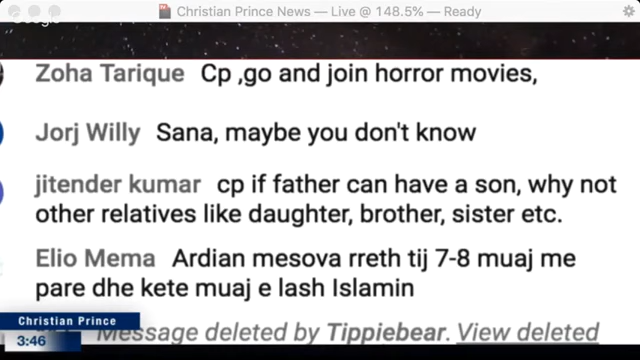 Christian Prince News — Live @ 148.5% — Ready
Google
Zoha Tarique Cp ,go and join horror movies,
Jorj Willy Sana, maybe you don't know
jitender kumar cp if father can have a son, why not
other relatives like daughter, brother, sister etc.
Elio Mema Ardian mesova rreth tij 7-8 muaj me
pare dhe kete muaj e lash Islamin
Christian Prince
3:46
Message deleted by Tippiebear. View deleted